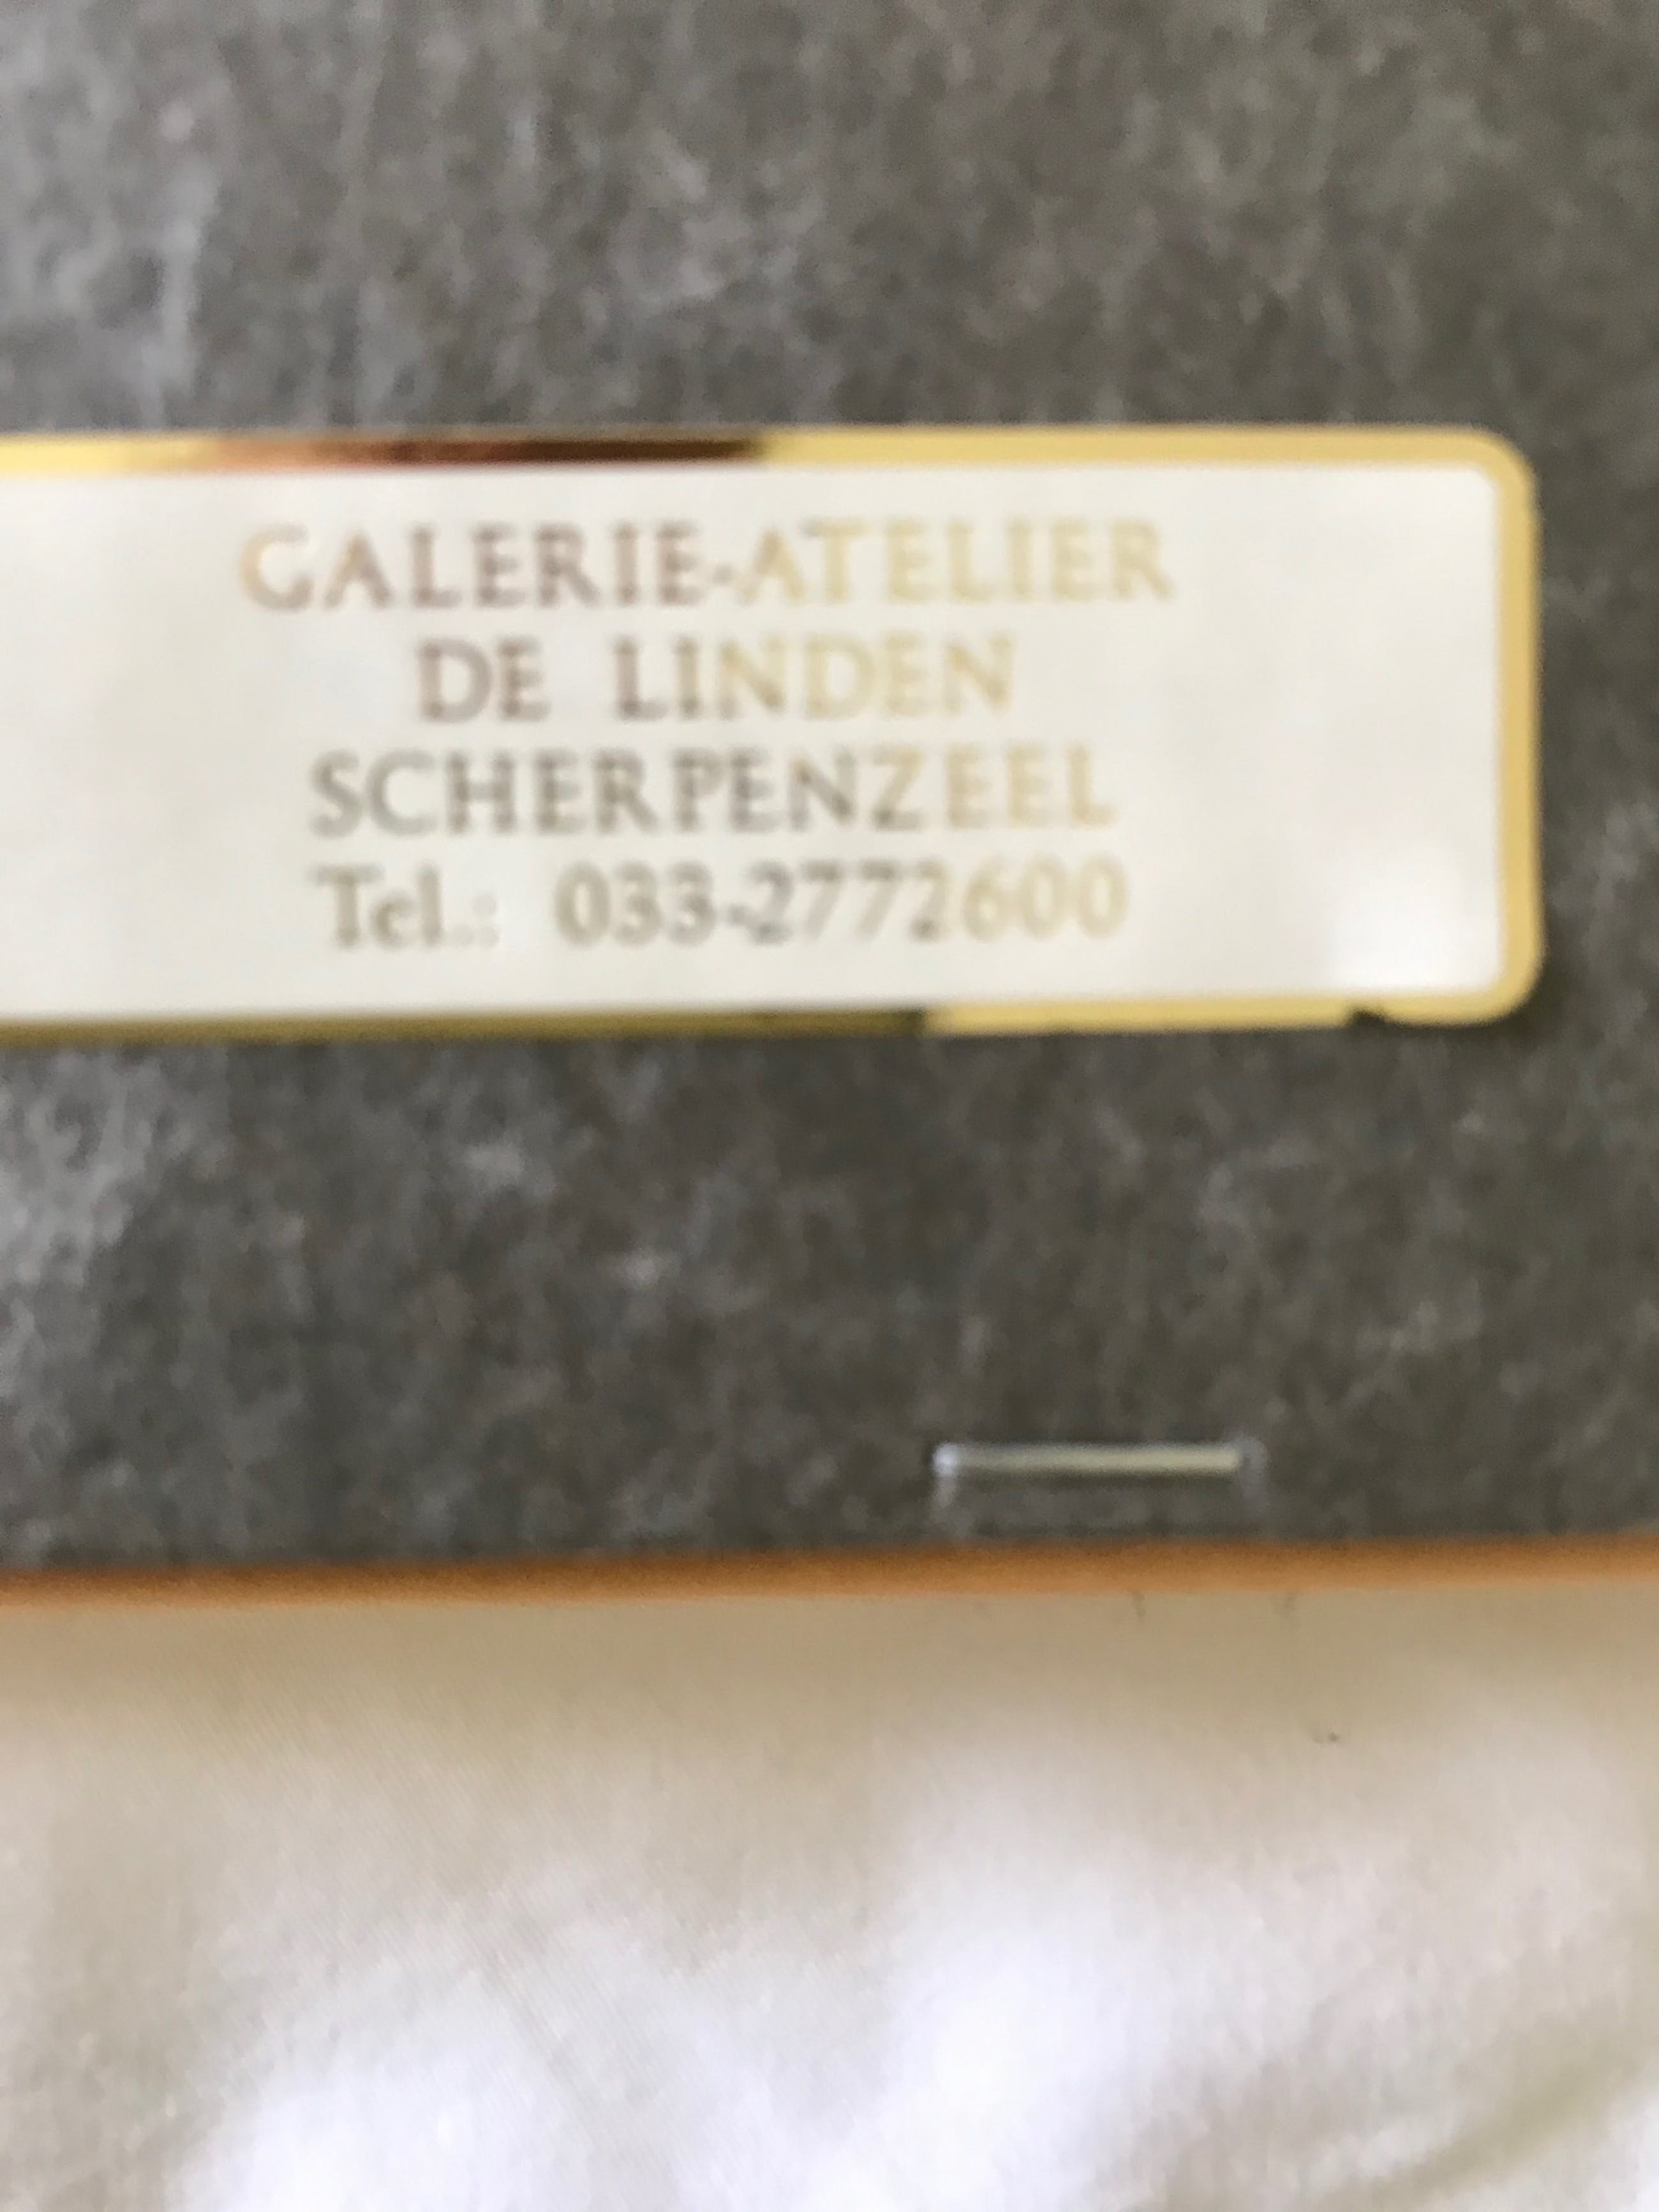 GALERIE-ATELIER
DE LINDEN
SCHERPENZEEL
Tel.: 033-2772600